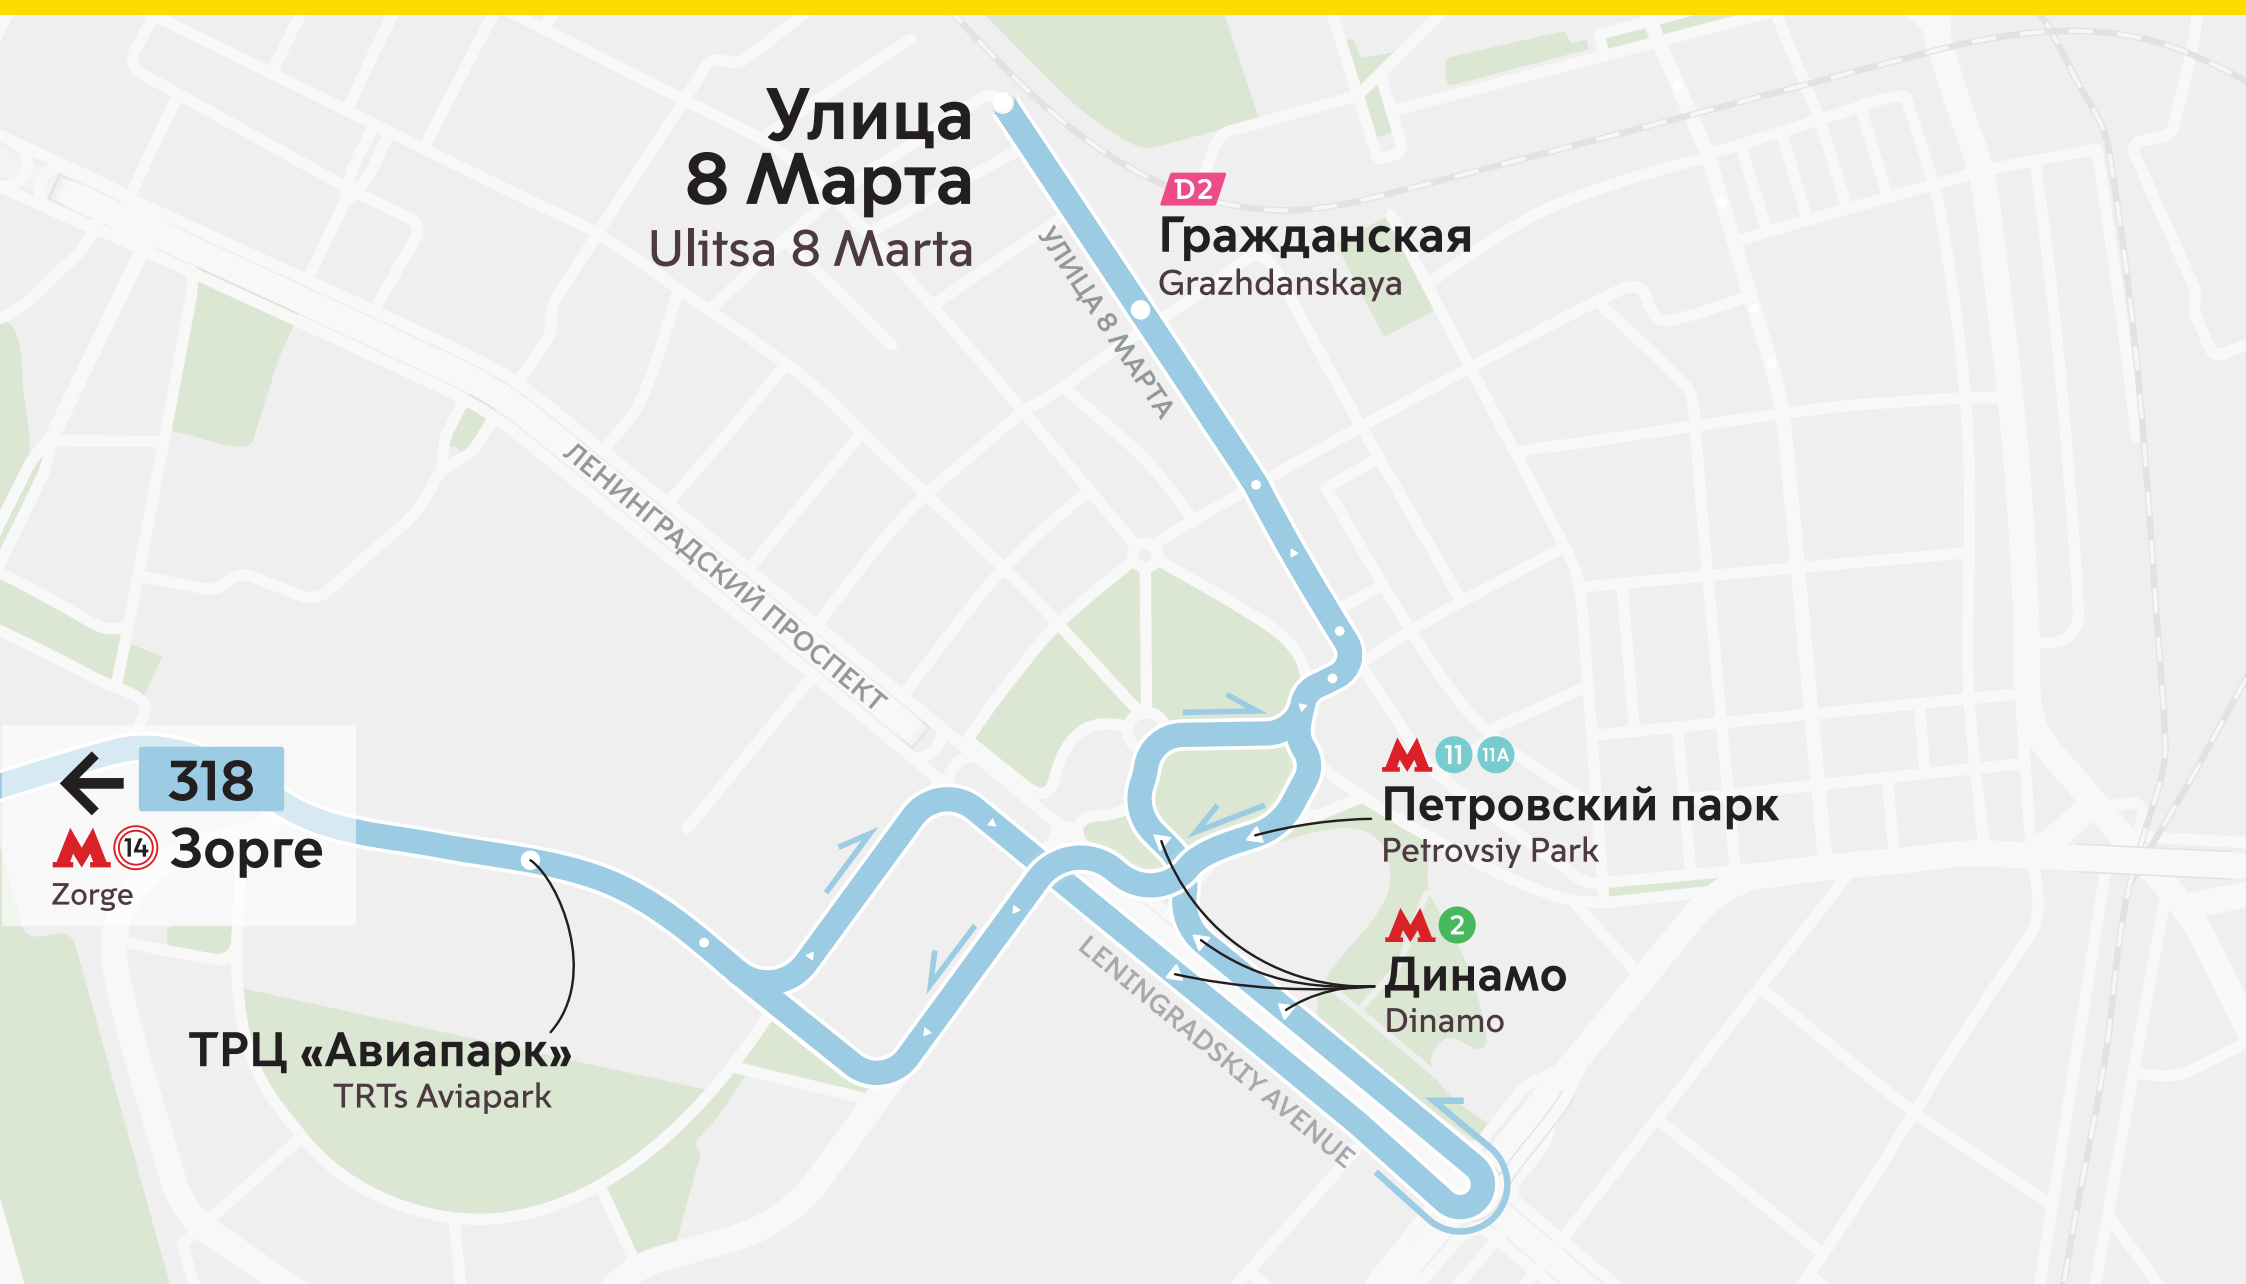 Улица
8 Марта
Ulitsa 8 Marta
D2
Гражданская
Grazhdanskaya
УЛИЦА 8 МАРТА
ЛЕНИНГРАДСКИЙ ПРОСПЕКТ
318
М 14 Зорге
Zorge
М 11 11А
Петровский парк
Petrovsiy Park
М 2
Динамо
Dinamo
LENINGRADSKIY AVENUE
ТРЦ «Авиапарк»
TRTs Aviapark